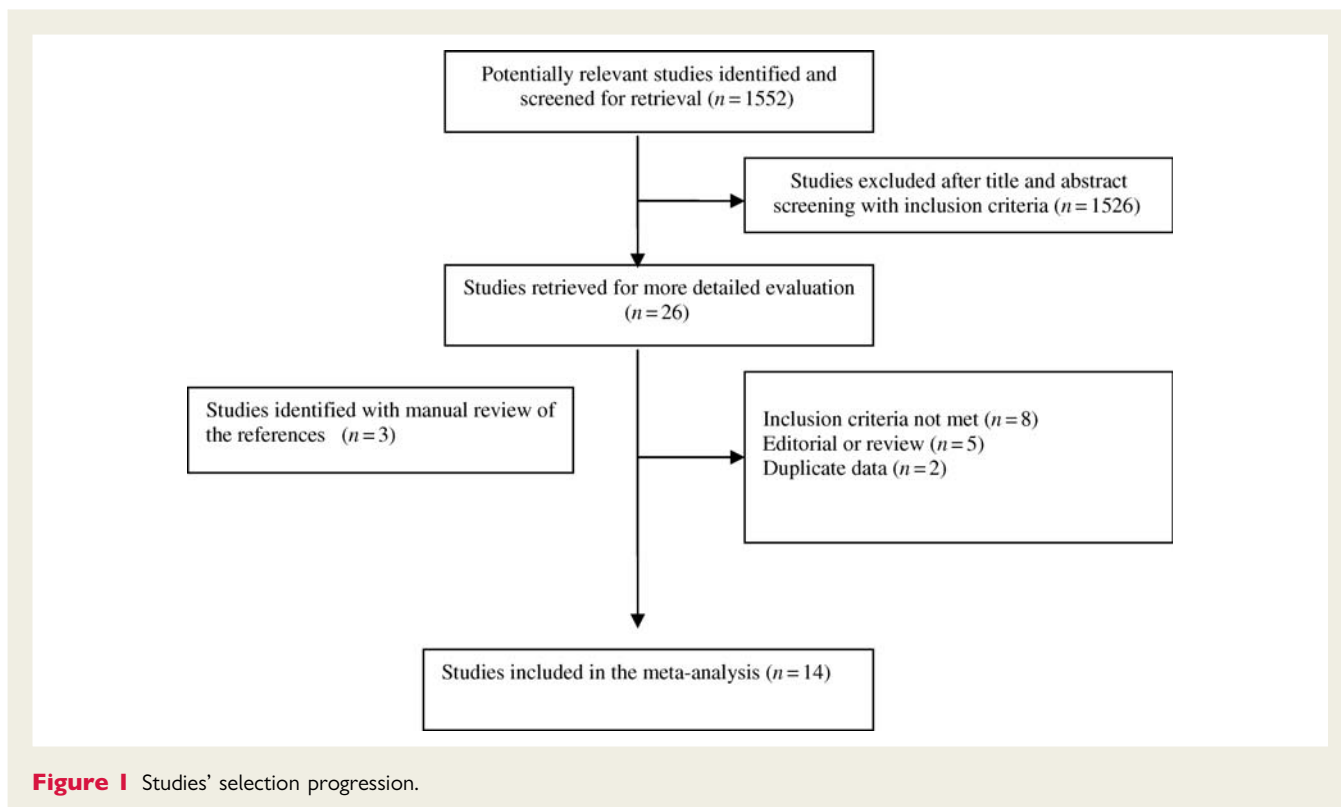 Potentially relevant studies identified and
screened for retrieval (n = 1552)
Studies excluded after title and abstract
screening with inclusion criteria (n = 1526)
Studies retrieved for more detailed evaluation
(n = 26)
Studies identified with manual review of
the references (n = 3)
Inclusion criteria not met (n = 8)
Editorial or review (n = 5)
Duplicate data (n = 2)
Studies included in the meta-analysis (n = 14)
Figure 1 Studies' selection progression.